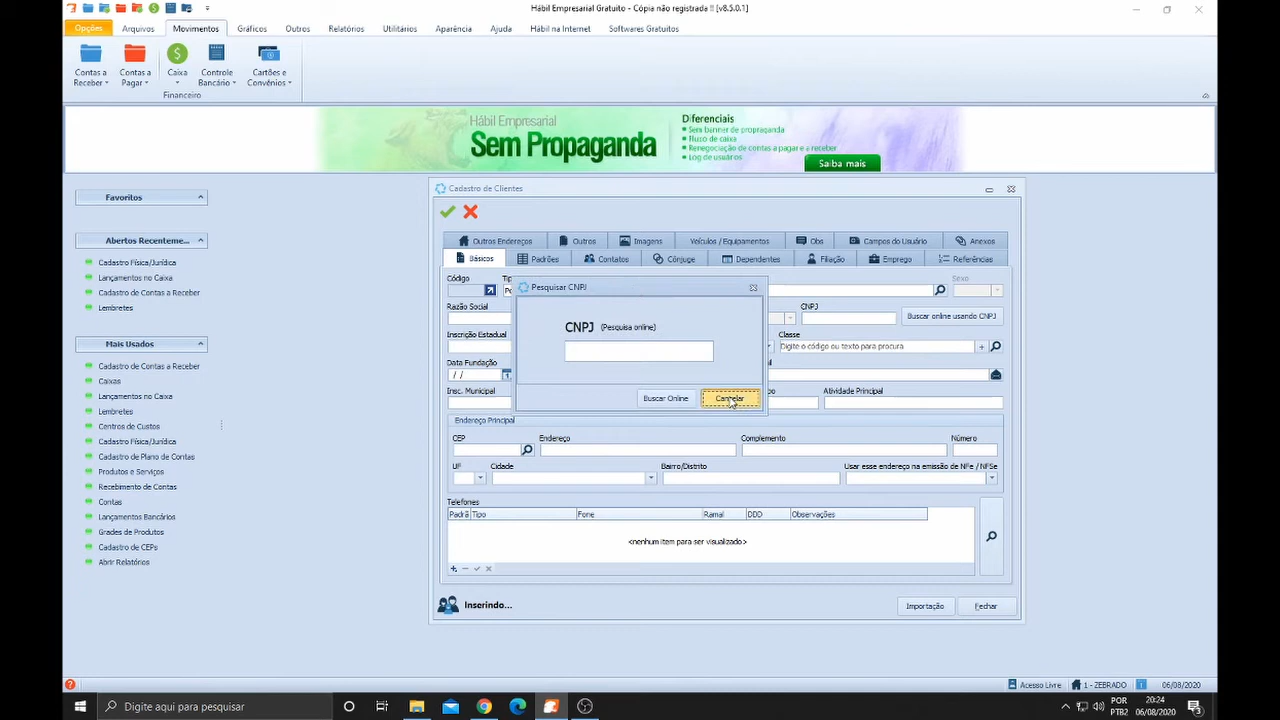 Hábil Empresarial Gratuito - Cópia não registrada !! [v8.5.0.1]
Opções Arquivos Movimentos Gráficos Outros Relatórios Utilitários Aparência Ajuda Hábil na Internet Softwares Gratuitos
Contas a Receber
Contas a Pagar
Caixa
Controle Bancário
Cartões e Convênios
Financeiro
Hábil Empresarial
Sem Propaganda
Diferenciais
Sem banner de propraganda
Fluxo de caixa
Renegociação de contas a pagar e a receber
Log de usuários
Saiba mais
Favoritos
Abertos Recenteme...
Cadastro Física/Jurídica
Lançamentos no Caixa
Cadastro de Contas a Receber
Lembretes
Mais Usados
Cadastro de Contas a Receber
Caixas
Lançamentos no Caixa
Lembretes
Centros de Custos
Cadastro Física/Jurídica
Cadastro de Plano de Contas
Produtos e Serviços
Recebimento de Contas
Contas
Lançamentos Bancários
Grades de Produtos
Cadastro de CEPs
Abrir Relatórios
Cadastro de Clientes
Outros Endereços Outros Imagens Veículos / Equipamentos Obs Campos do Usuário Anexos
Básicos Padrões Contatos Cônjuge Dependentes Filiação Emprego Referências
Código Tip Sexo
Pe
Razão Social CNPJ
Buscar online usando CNPJ
Inscrição Estadual Classe
Digite o código ou texto para procura
Data Fundação
/ /
Insc. Municipal Atividade Principal
Pesquisar CNPJ
CNPJ (Pesquisa online)
Buscar Online Cancelar
Endereço Principal
CEP Endereço Complemento Número
UF Cidade Bairro/Distrito Usar esse endereço na emissão de NFe / NFSe
Telefones
Padrã Tipo Fone Ramal DDD Observações
<nenhum item para ser visualizado>
Inserindo...
Importação Fechar
Acesso Livre 1 - ZEBRADO 06/08/2020
Digite aqui para pesquisar
POR
PTB2
20:24
06/08/2020